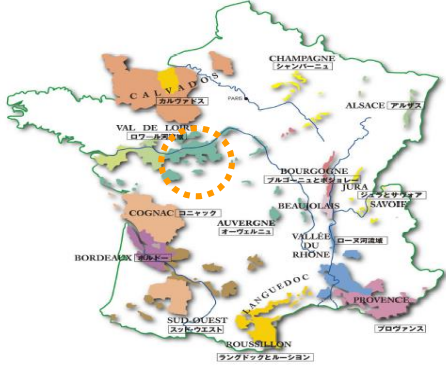 CHAMPAGNE
シャンパーニュ
CALVADOS
カルヴァドス
PARIS
ALSACE アルザス
VAL DE LOIRE
ロワール河流域
BOURGOGNE
ブルゴーニュとボジョレー
JURA
ジュラとサヴォア
SAVOIE
BEAUJOLAIS
COGNAC コニャック
AUVERGNE
オーヴェルニュ
VALLÉE
DU
RHÔNE
ローヌ河流域
BORDEAUX ボルドー
LANGUEDOC
PROVENCE
プロヴァンス
SUD OUEST
スッド・ウエスト
ROUSSILLON
ラングドックとルーション